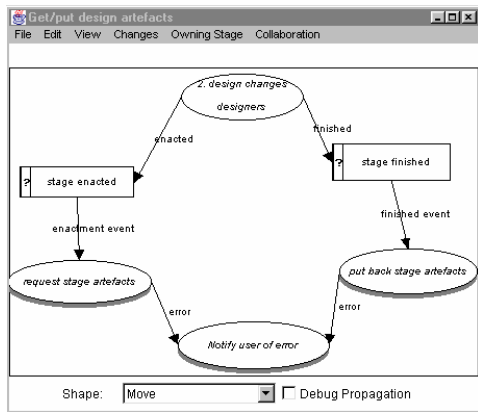 Get/put design artefacts
File Edit View Changes Owning Stage Collaboration
2. design changes
designers
enacted
finished
? stage enacted
? stage finished
enactment event
finished event
request stage artefacts
put back stage artefacts
error
error
Notify user of error
Shape: Move Debug Propagation